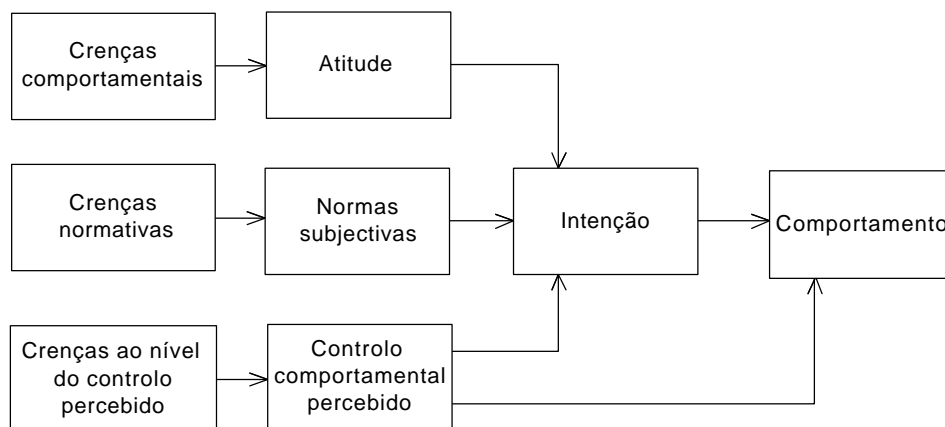 Crenças
comportamentais
Atitude
Crenças
normativas
Normas
subjectivas
Intenção
Comportamento
Crenças ao nível
do controlo
percebido
Controlo
comportamental
percebido